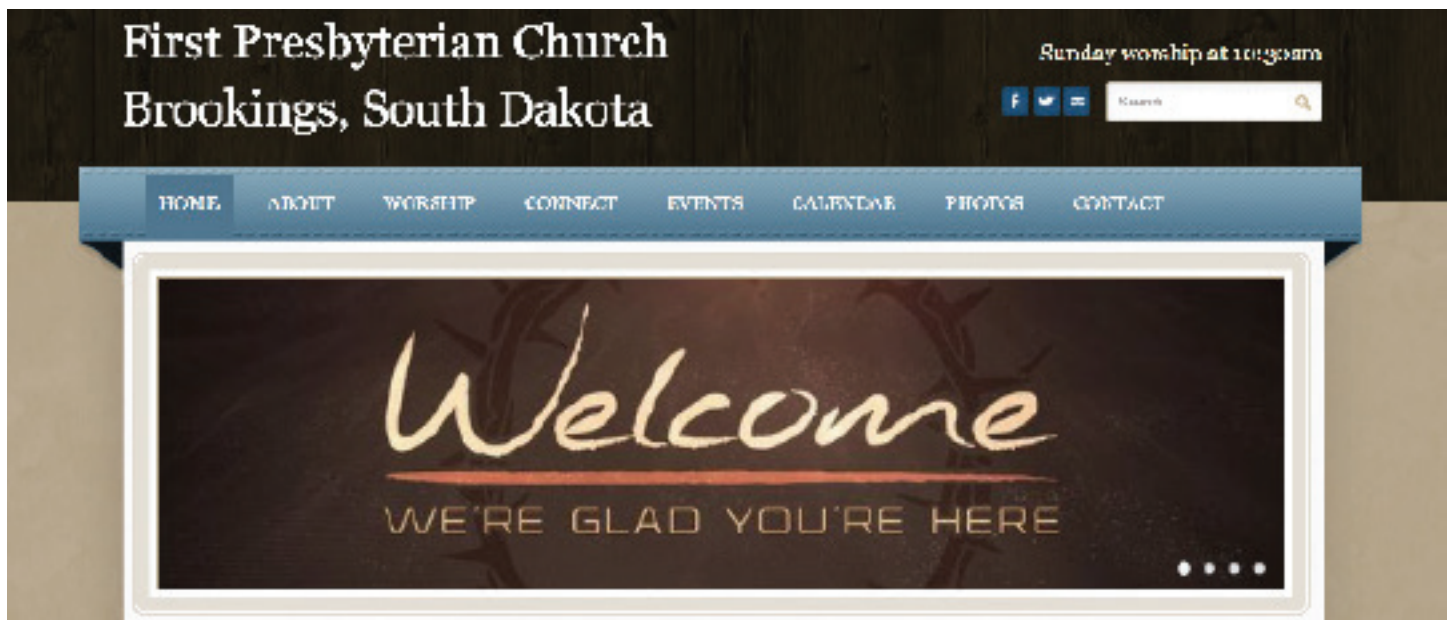 First Presbyterian Church
Brookings, South Dakota
Sunday worship at 10:30am
f
Search
HOME ABOUT WORSHIP CONNECT EVENTS CALENDAR PHOTOS CONTACT
Welcome
WE'RE GLAD YOU'RE HERE